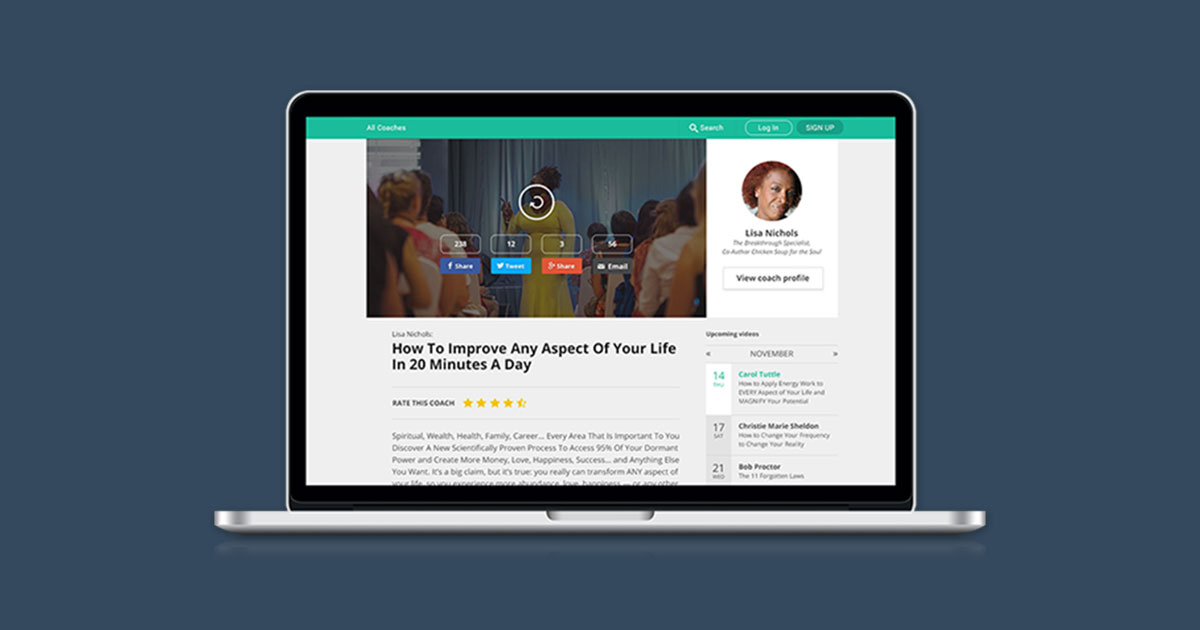 All Coaches
Search
Log In
SIGN UP
238
12
3
56
f Share
Tweet
g+ Share
Email
Lisa Nichols
The Breakthrough Specialist,
Co-Author Chicken Soup for the Soul
View coach profile
Lisa Nichols:
How To Improve Any Aspect Of Your Life
In 20 Minutes A Day
RATE THIS COACH
Spiritual, Wealth, Health, Family, Career... Every Area That Is Important To You
Discover A New Scientifically Proven Process To Access 95% Of Your Dormant
Power and Create More Money, Love, Happiness, Success... and Anything Else
You Want. It's a big claim, but it's true: you really can transform ANY aspect of
your life, so you experience more abundance, love, happiness — or any other
Upcoming videos
« NOVEMBER »
14
THU
Carol Tuttle
How to Apply Energy Work to
EVERY Aspect of Your Life and
MAGNIFY Your Potential
17
SAT
Christie Marie Sheldon
How to Change Your Frequency
to Change Your Reality
21
WED
Bob Proctor
The 11 Forgotten Laws